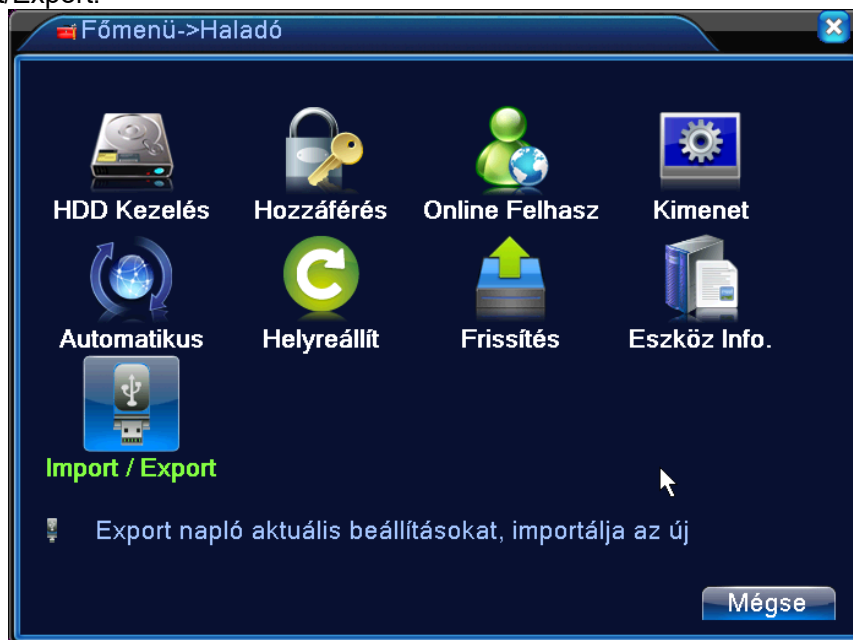 /Export.
Főmenü->Haladó
HDD Kezelés Hozzáférés Online Felhasz Kimenet
Automatikus Helyreállít Frissítés Eszköz Info.
Import / Export
Export napló aktuális beállításokat, importálja az új
Mégse